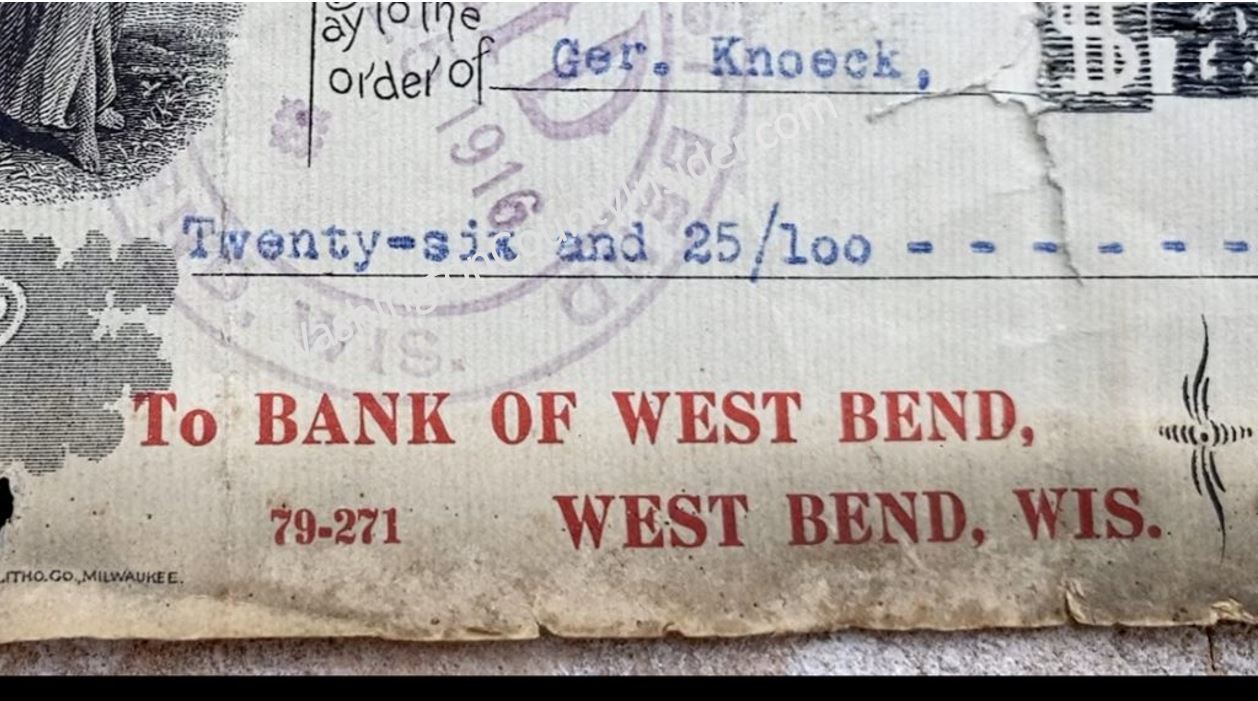 ay to the
order of Ger. Knoeck,
1916
Twenty-six and 25/100 - - - - - -
WIS.
To BANK OF WEST BEND,
79-271 WEST BEND, WIS.
LITHO.CO., MILWAUKEE.